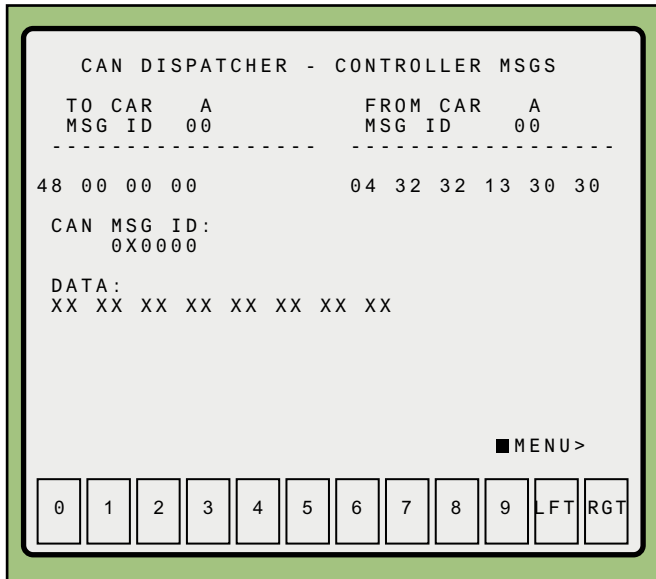 CAN DISPATCHER - CONTROLLER MSGS
TO CAR A FROM CAR A
MSG ID 00 MSG ID 00
- - - - - - - - - - - - - - - - - - - - - - - - - - - - - - - - - - - -
48 00 00 00 04 32 32 13 30 30
CAN MSG ID:
0X0000
DATA:
XX XX XX XX XX XX XX XX
■MENU>
0 1 2 3 4 5 6 7 8 9 LFT RGT